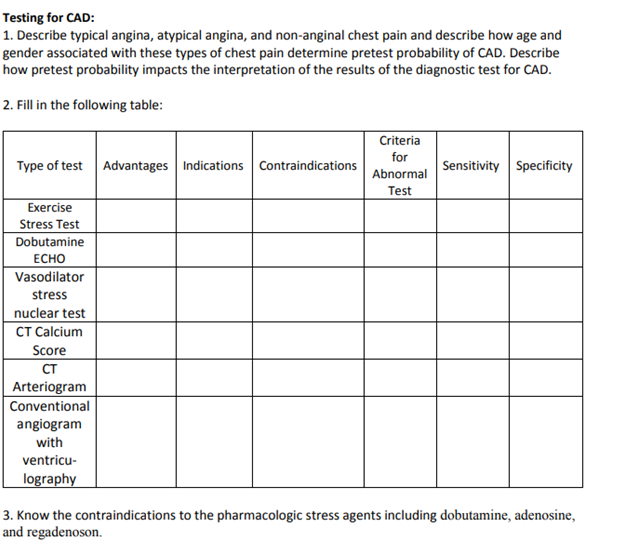 Testing for CAD:
1. Describe typical angina, atypical angina, and non-anginal chest pain and describe how age and
gender associated with these types of chest pain determine pretest probability of CAD. Describe
how pretest probability impacts the interpretation of the results of the diagnostic test for CAD.
2. Fill in the following table:
Type of test
Advantages
Indications
Contraindications
Criteria
for
Abnormal
Test
Sensitivity
Specificity
Exercise
Stress Test
Dobutamine
ECHO
Vasodilator
stress
nuclear test
CT Calcium
Score
CT
Arteriogram
Conventional
angiogram
with
ventricu-
lography
3. Know the contraindications to the pharmacologic stress agents including dobutamine, adenosine,
and regadenoson.